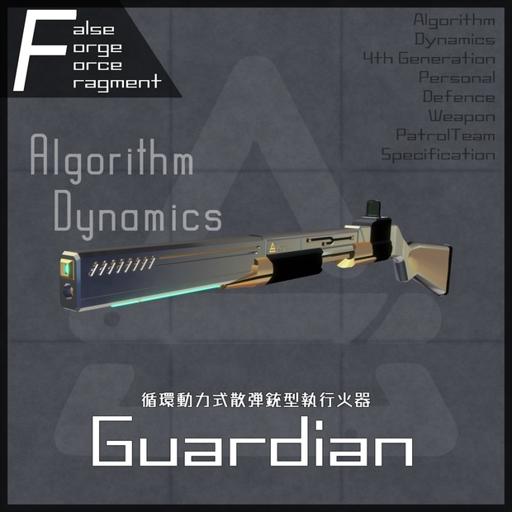 False
Forge
Force
Fragment
Algorithm
Dynamics
4th Generation
Personal
Defence
Weapon
PatrolTeam
Specification
Algorithm
Dynamics
循環動力式散弾銃型執行火器
Guardian